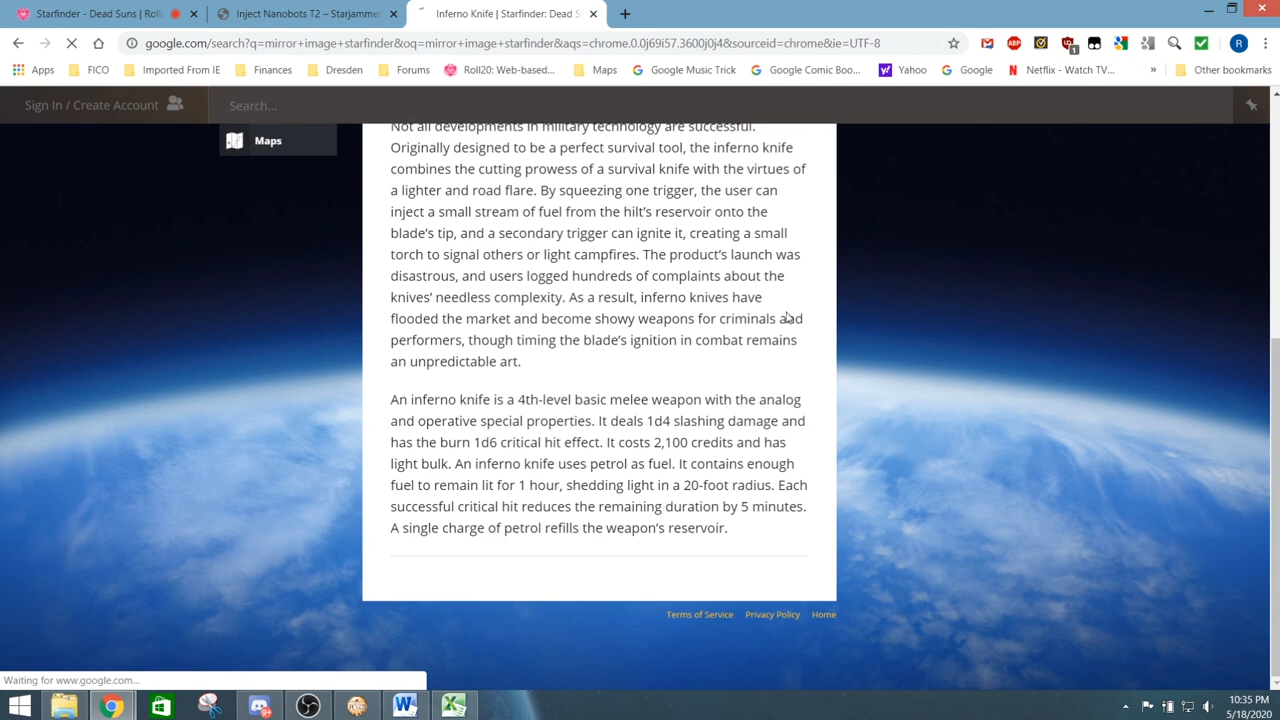 Starfinder - Dead Suns | Roll
Inject Nanobots T2 – Starjamme
Inferno Knife | Starfinder: Dead S
google.com/search?q=mirror+image+starfinder&oq=mirror+image+starfinder&aqs=chrome.0.0j69i57.3600j0j4&sourceid=chrome&ie=UTF-8
Apps FICO Imported From IE Finances Dresden Forums Roll20: Web-based... Maps Google Music Trick Google Comic Boo... Yahoo Google Netflix - Watch TV... » Other bookmarks
Sign In / Create Account Search...
Maps
Not all developments in military technology are successful.
Originally designed to be a perfect survival tool, the inferno knife
combines the cutting prowess of a survival knife with the virtues of
a lighter and road flare. By squeezing one trigger, the user can
inject a small stream of fuel from the hilt's reservoir onto the
blade's tip, and a secondary trigger can ignite it, creating a small
torch to signal others or light campfires. The product's launch was
disastrous, and users logged hundreds of complaints about the
knives' needless complexity. As a result, inferno knives have
flooded the market and become showy weapons for criminals and
performers, though timing the blade's ignition in combat remains
an unpredictable art.
An inferno knife is a 4th-level basic melee weapon with the analog
and operative special properties. It deals 1d4 slashing damage and
has the burn 1d6 critical hit effect. It costs 2,100 credits and has
light bulk. An inferno knife uses petrol as fuel. It contains enough
fuel to remain lit for 1 hour, shedding light in a 20-foot radius. Each
successful critical hit reduces the remaining duration by 5 minutes.
A single charge of petrol refills the weapon's reservoir.
Terms of Service Privacy Policy Home
Waiting for www.google.com...
10:35 PM
5/18/2020